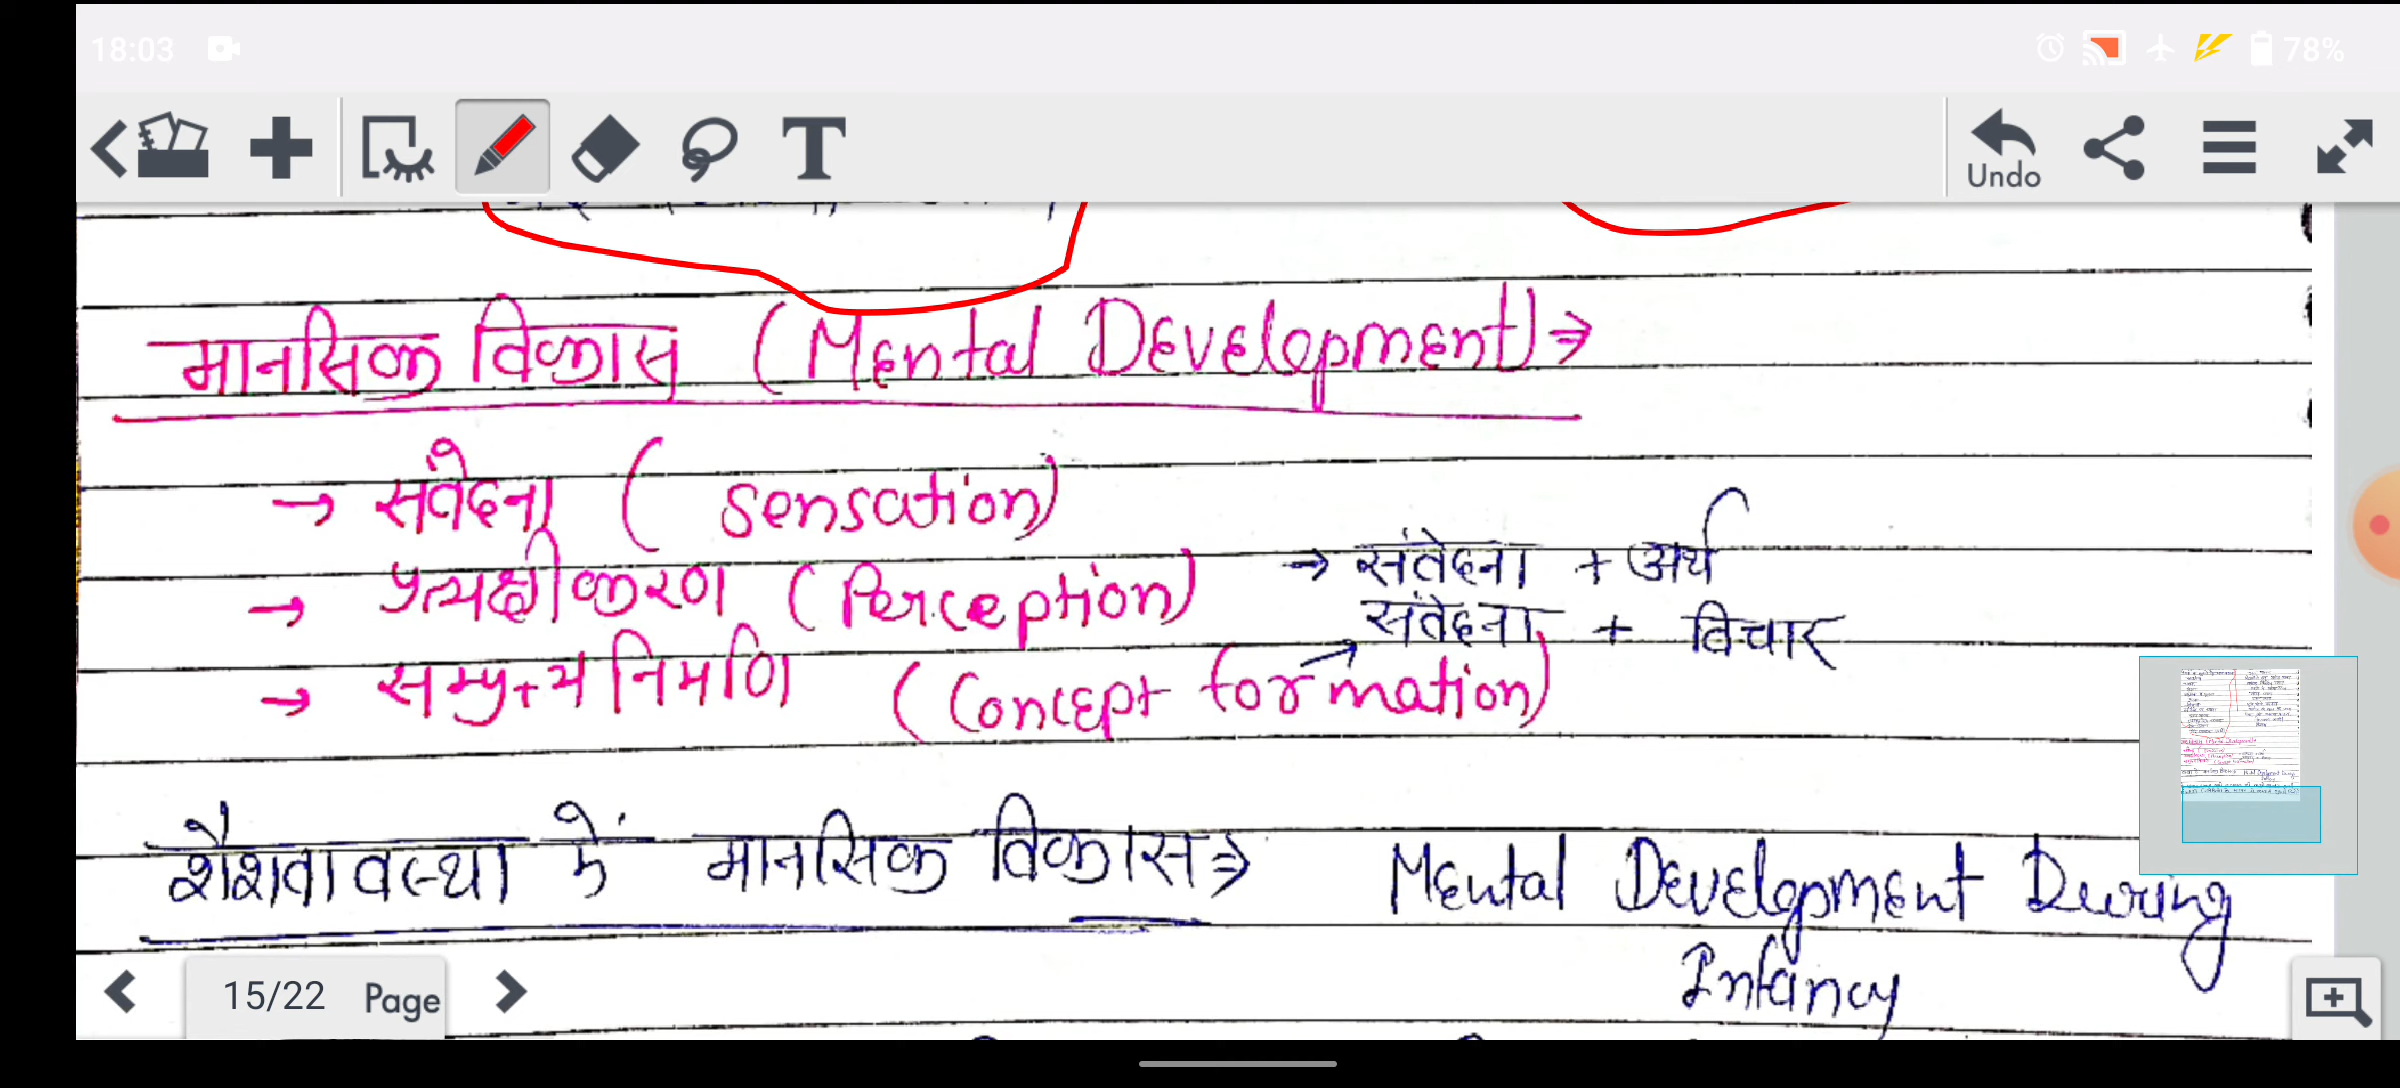 18:03 78%
Undo
मानसिक विकास (Mental Development) ⇒
→ संवेदना (Sensation)
→ प्रत्यक्षीकरण (Perception) → संवेदना + अर्थ
→ सम्प्रत्य निर्माण (Concept formation) → संवेदना + विचार
शैशवावस्था में मानसिक विकास ⇒ Mental Development During
Infancy
15/22 Page